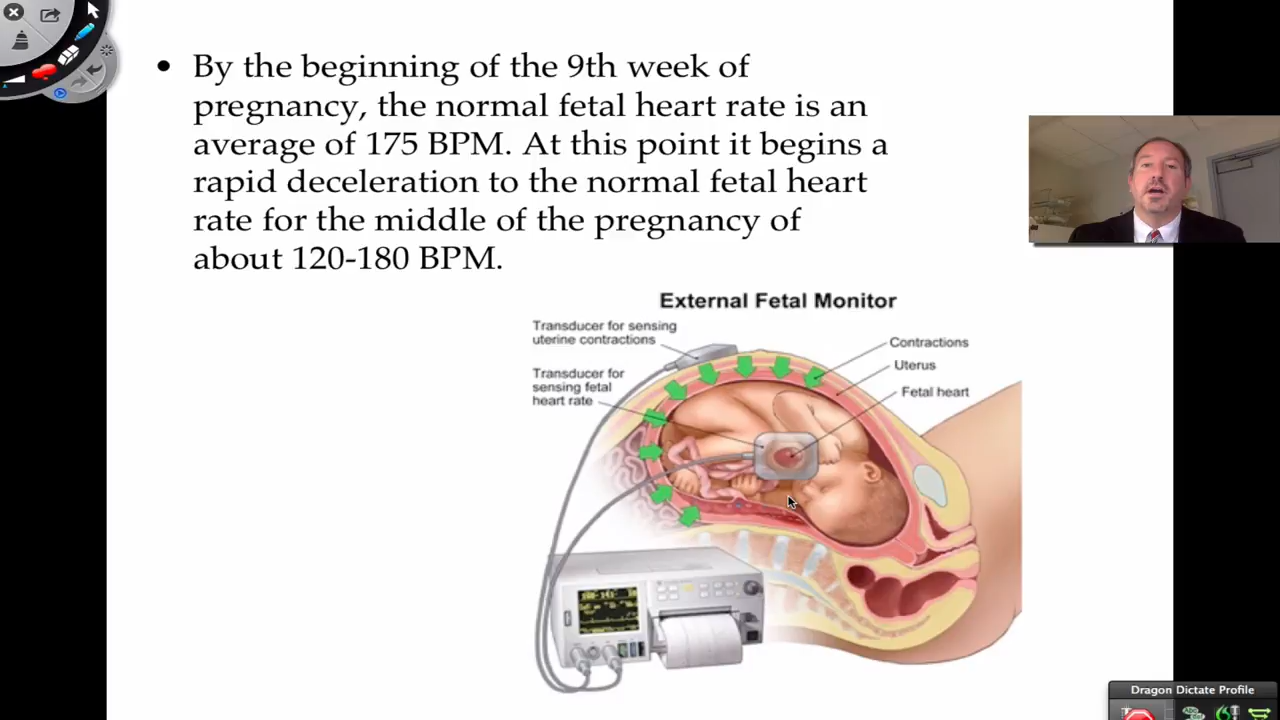 • By the beginning of the 9th week of
pregnancy, the normal fetal heart rate is an
average of 175 BPM. At this point it begins a
rapid deceleration to the normal fetal heart
rate for the middle of the pregnancy of
about 120-180 BPM.
External Fetal Monitor
Transducer for sensing
uterine contractions
Transducer for
sensing fetal
heart rate
Contractions
Uterus
Fetal heart
Dragon Dictate Profile